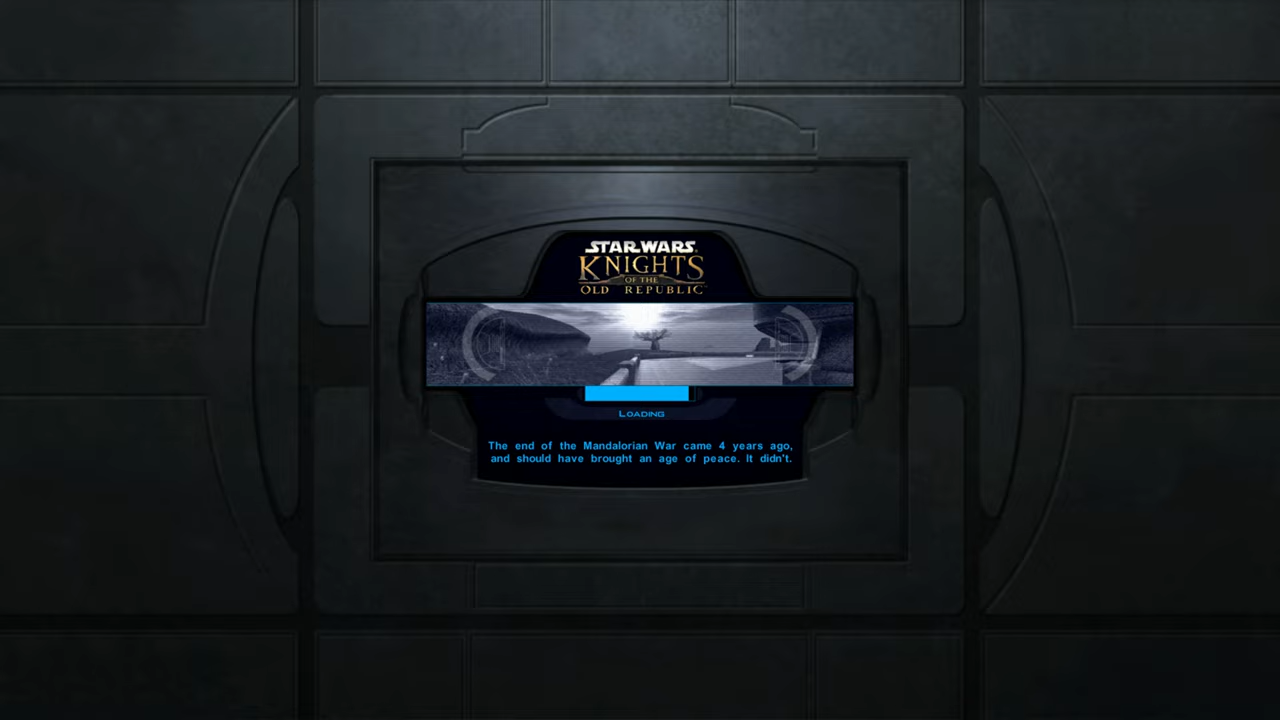 STAR WARS
KNIGHTS
OF THE
OLD REPUBLIC™
LOADING
The end of the Mandalorian War came 4 years ago,
and should have brought an age of peace. It didn't.